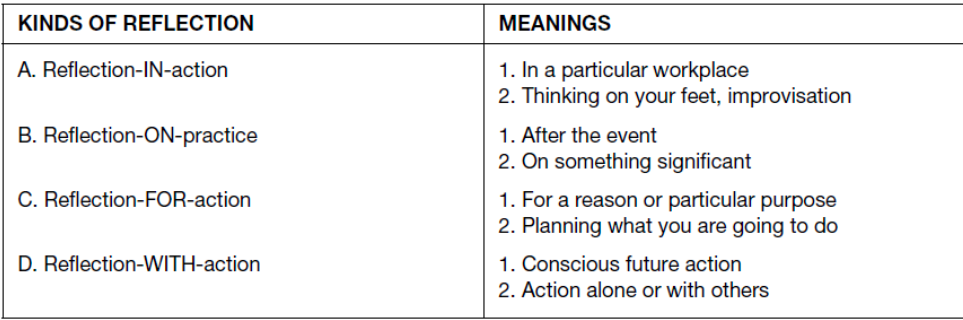 KINDS OF REFLECTION MEANINGS
A. Reflection-IN-action 1. In a particular workplace
2. Thinking on your feet, improvisation
B. Reflection-ON-practice 1. After the event
2. On something significant
C. Reflection-FOR-action 1. For a reason or particular purpose
2. Planning what you are going to do
D. Reflection-WITH-action 1. Conscious future action
2. Action alone or with others